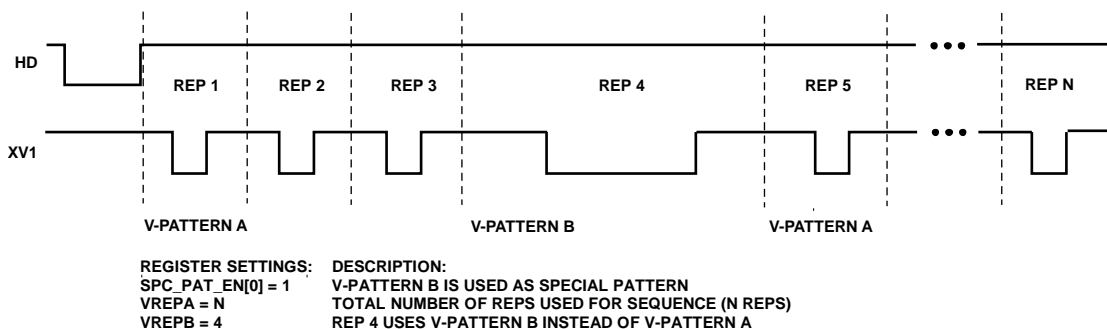 HD
REP 1 REP 2 REP 3 REP 4 REP 5 REP N
XV1
V-PATTERN A V-PATTERN B V-PATTERN A
REGISTER SETTINGS: DESCRIPTION:
SPC_PAT_EN[0] = 1 V-PATTERN B IS USED AS SPECIAL PATTERN
VREPA = N TOTAL NUMBER OF REPS USED FOR SEQUENCE (N REPS)
VREPB = 4 REP 4 USES V-PATTERN B INSTEAD OF V-PATTERN A